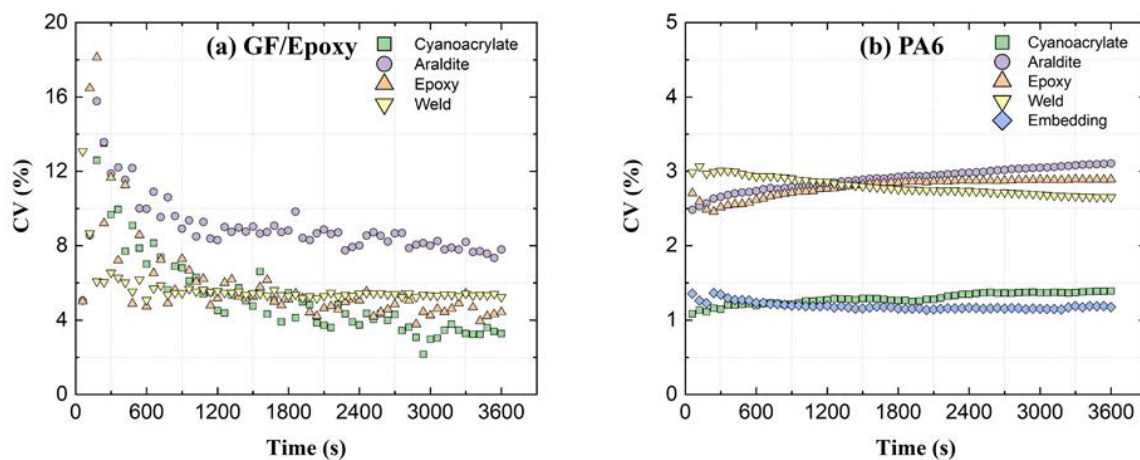 (a) GF/Epoxy
Cyanoacrylate
Araldite
Epoxy
Weld
20
16
12
8
4
0
CV (%)
0 600 1200 1800 2400 3000 3600
Time (s)
(b) PA6
Cyanoacrylate
Araldite
Epoxy
Weld
Embedding
5
4
3
2
1
0
CV (%)
0 600 1200 1800 2400 3000 3600
Time (s)